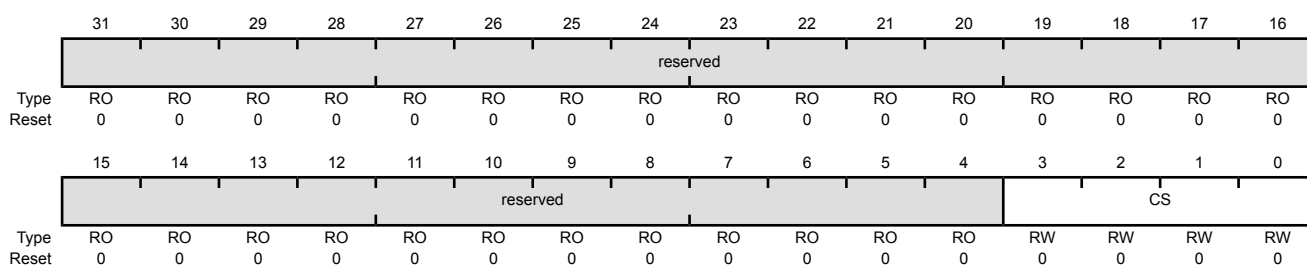 31 30 29 28 27 26 25 24 23 22 21 20 19 18 17 16
reserved
Type RO RO RO RO RO RO RO RO RO RO RO RO RO RO RO RO
Reset 0 0 0 0 0 0 0 0 0 0 0 0 0 0 0 0
15 14 13 12 11 10 9 8 7 6 5 4 3 2 1 0
reserved CS
Type RO RO RO RO RO RO RO RO RO RO RO RO RW RW RW RW
Reset 0 0 0 0 0 0 0 0 0 0 0 0 0 0 0 0